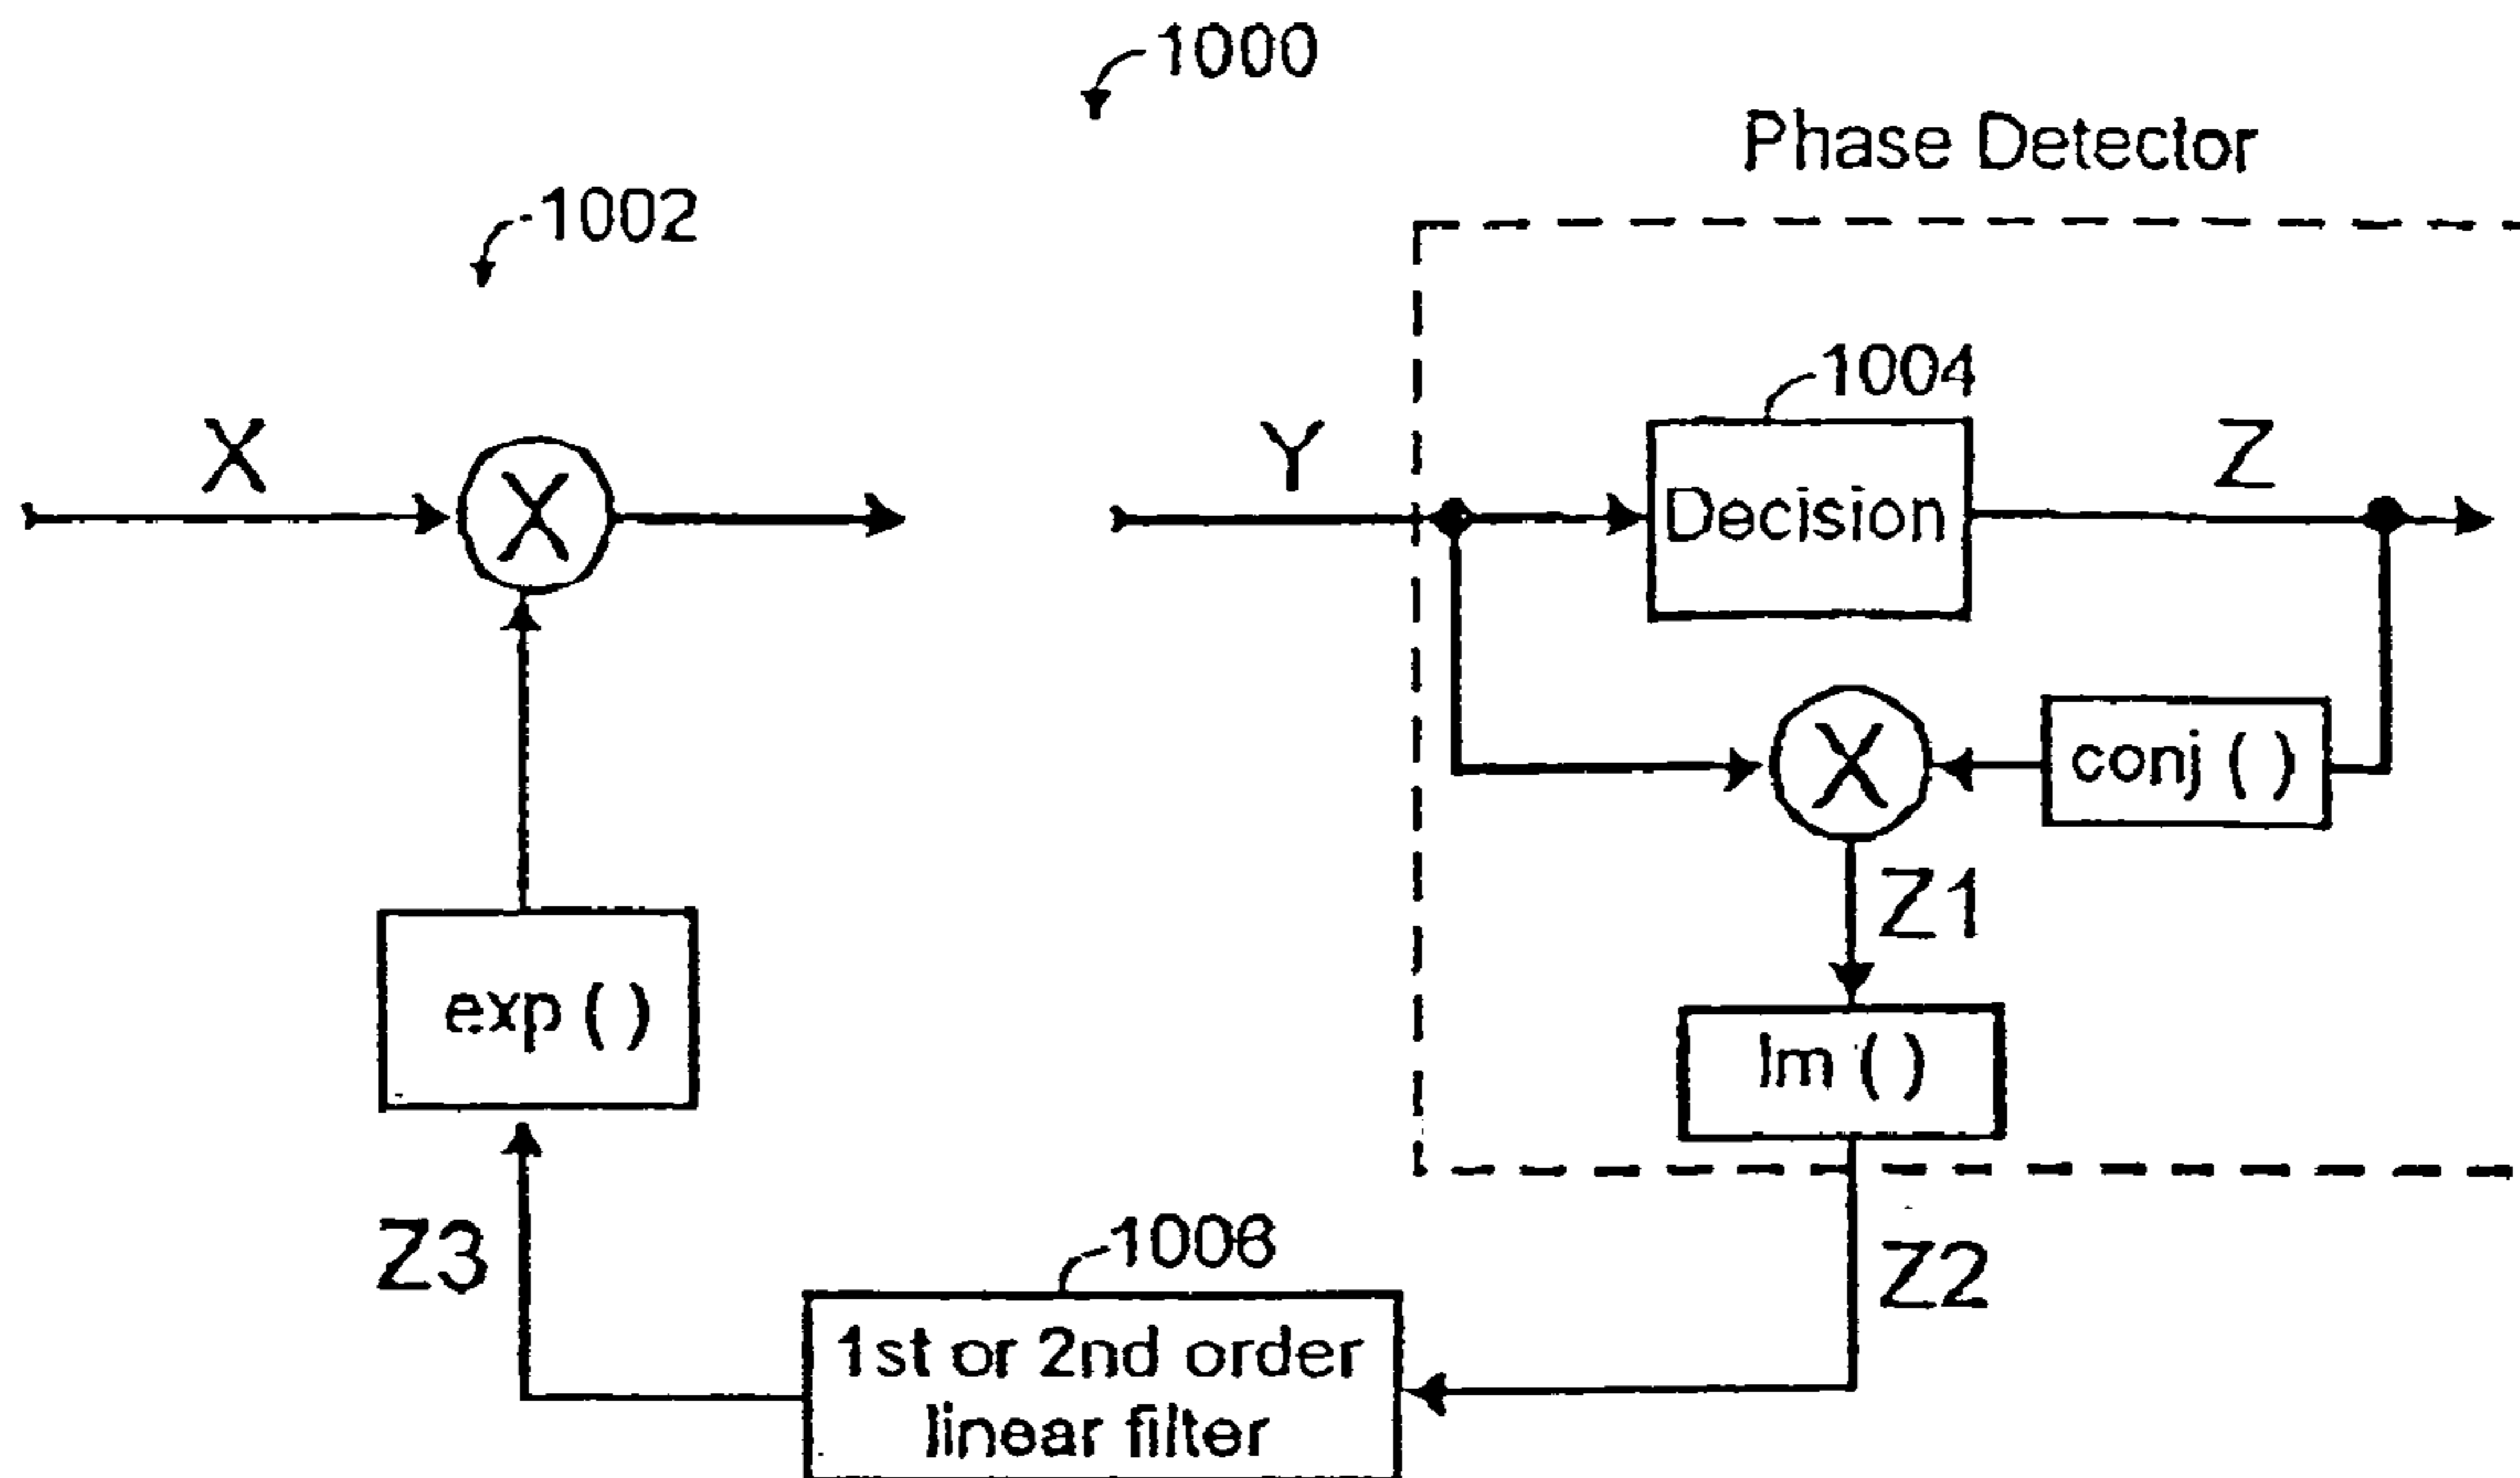 1000
Phase Detector
1002
1004
X
X
Y
Decision
Z
X
conj ( )
Z1
exp ( )
Im ( )
Z3
1006
Z2
1st or 2nd order
linear filter